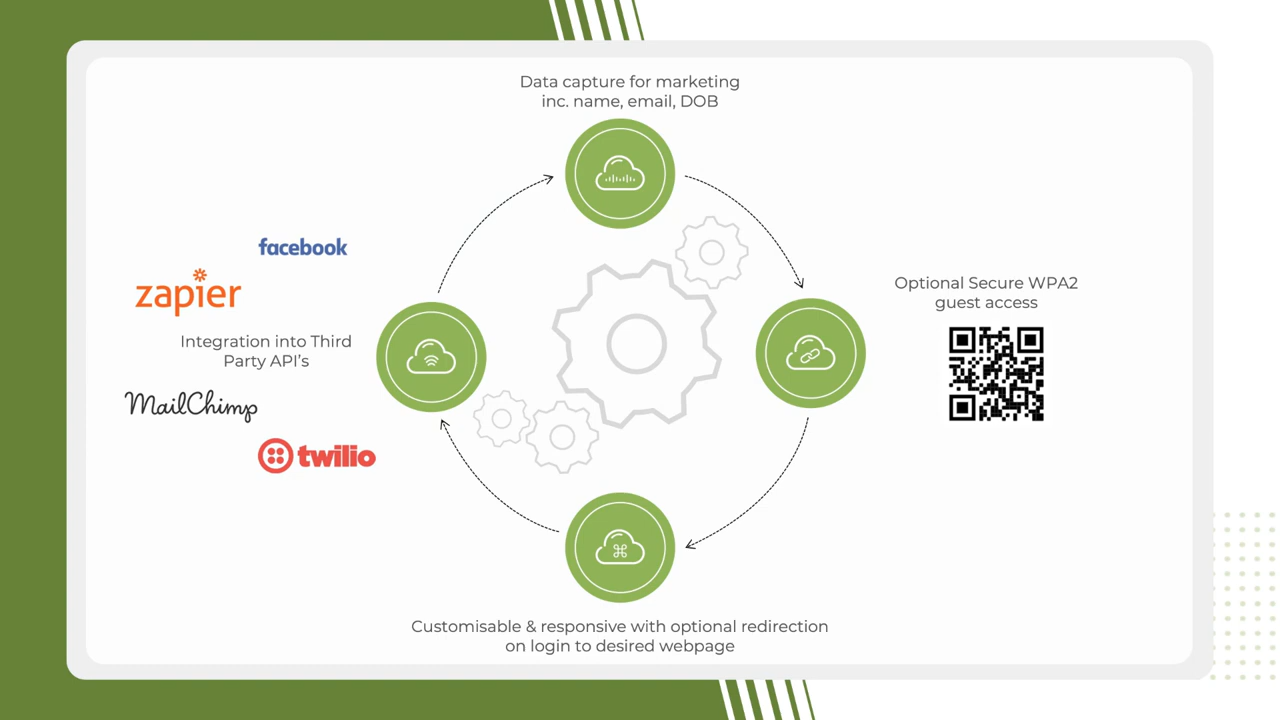 Data capture for marketing
inc. name, email, DOB
facebook
zapier
Optional Secure WPA2
guest access
Integration into Third
Party API's
MailChimp
twilio
Customisable & responsive with optional redirection
on login to desired webpage